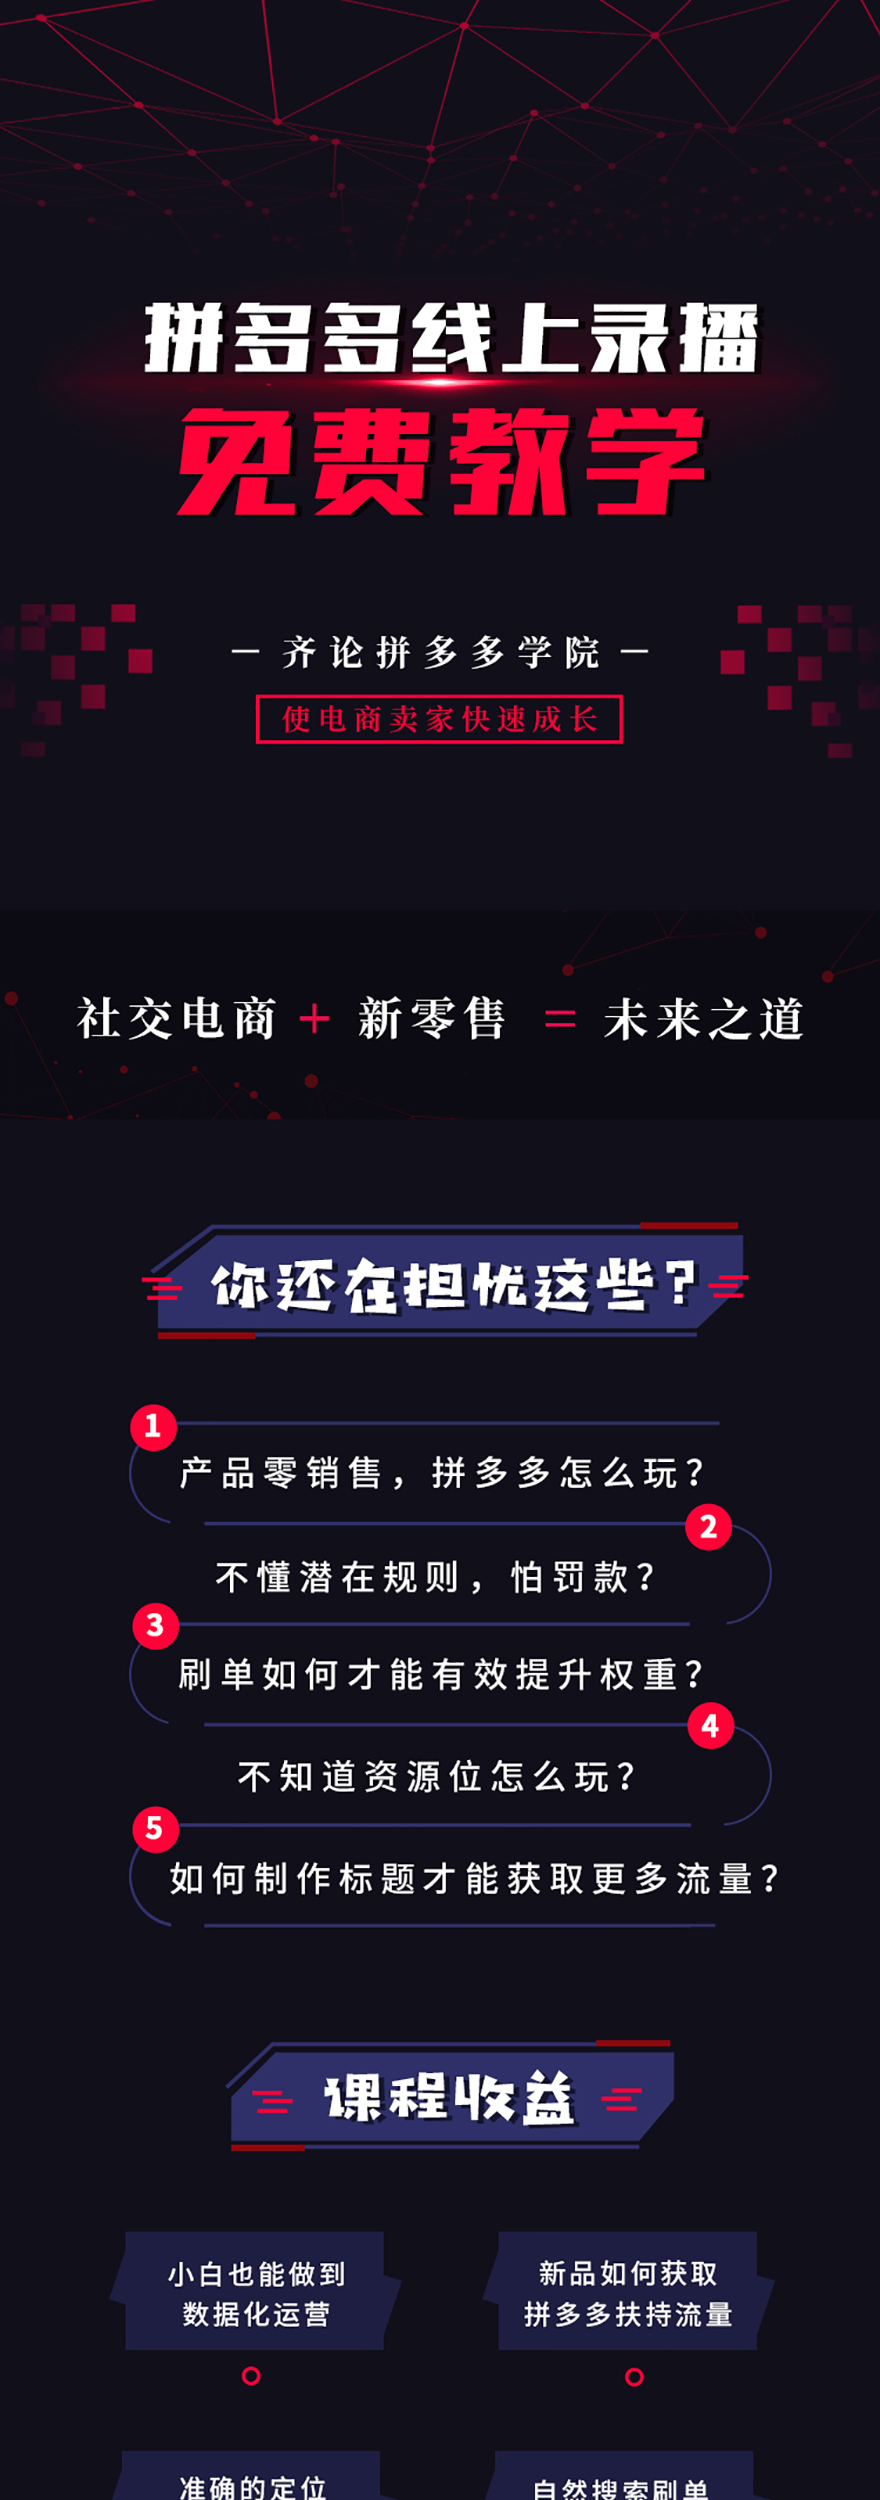 拼多多线上录播
免费教学
— 齐论拼多多学院 —
使电商卖家快速成长
社交电商 + 新零售 = 未来之道
你还在担忧这些？
1
产品零销售，拼多多怎么玩？
2
不懂潜在规则，怕罚款？
3
刷单如何才能有效提升权重？
4
不知道资源位怎么玩？
5
如何制作标题才能获取更多流量？
课程收益
小白也能做到
数据化运营
新品如何获取
拼多多扶持流量
准确的定位
自然搜索刷单